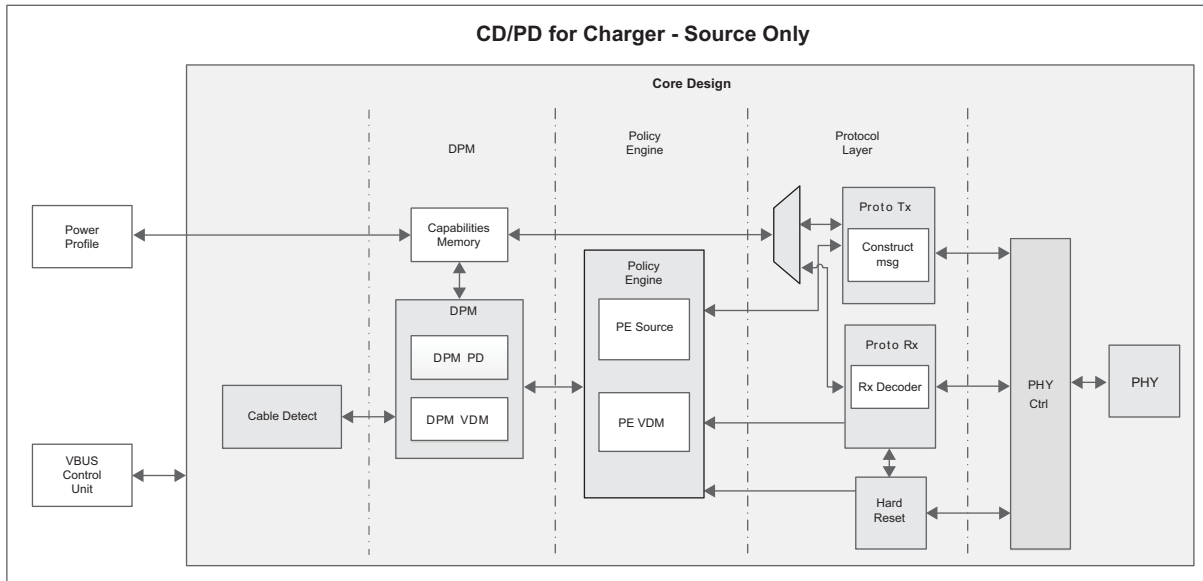 CD/PD for Charger - Source Only
Core Design
DPM
Policy
Engine
Protocol
Layer
Power
Profile
Capabilities
Memory
Proto Tx
Construct
msg
Policy
Engine
PE Source
PE VDM
DPM
DPM PD
DPM VDM
Cable Detect
VBUS
Control
Unit
Proto Rx
Rx Decoder
Hard
Reset
PHY
Ctrl
PHY